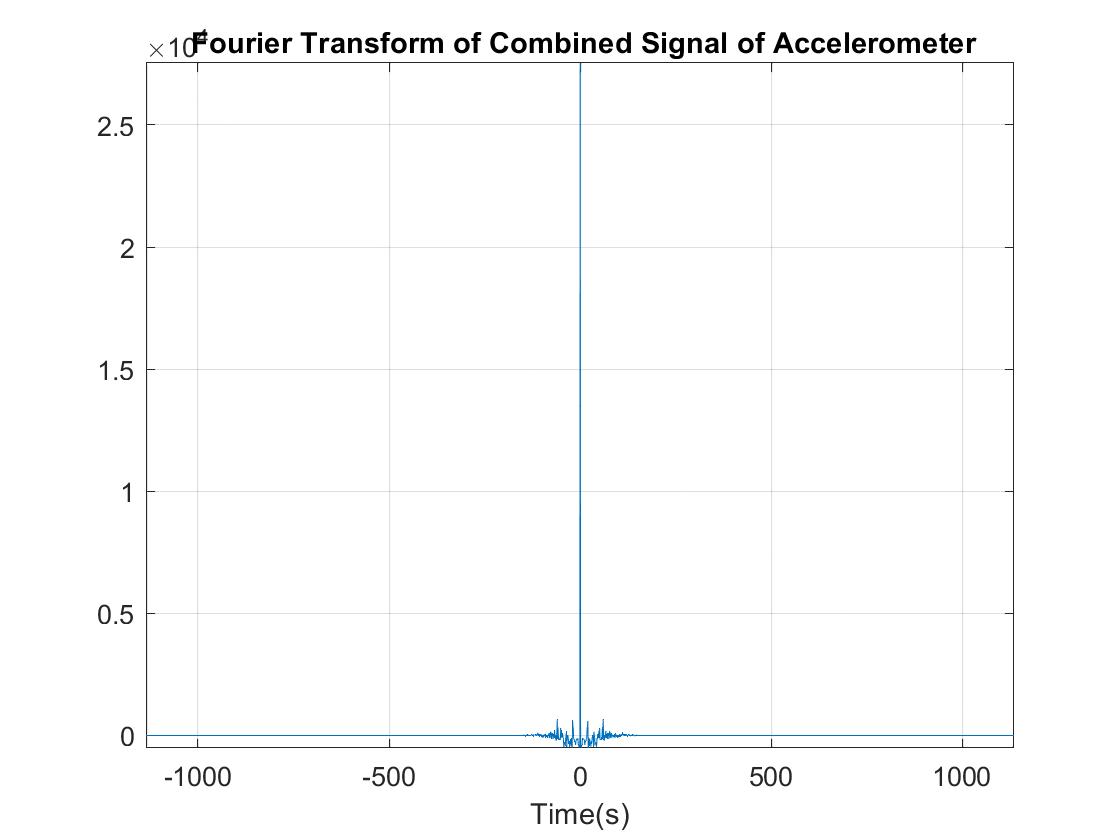 ×10⁴
Fourier Transform of Combined Signal of Accelerometer
2.5
2
1.5
1
0.5
0
-1000 -500 0 500 1000
Time(s)